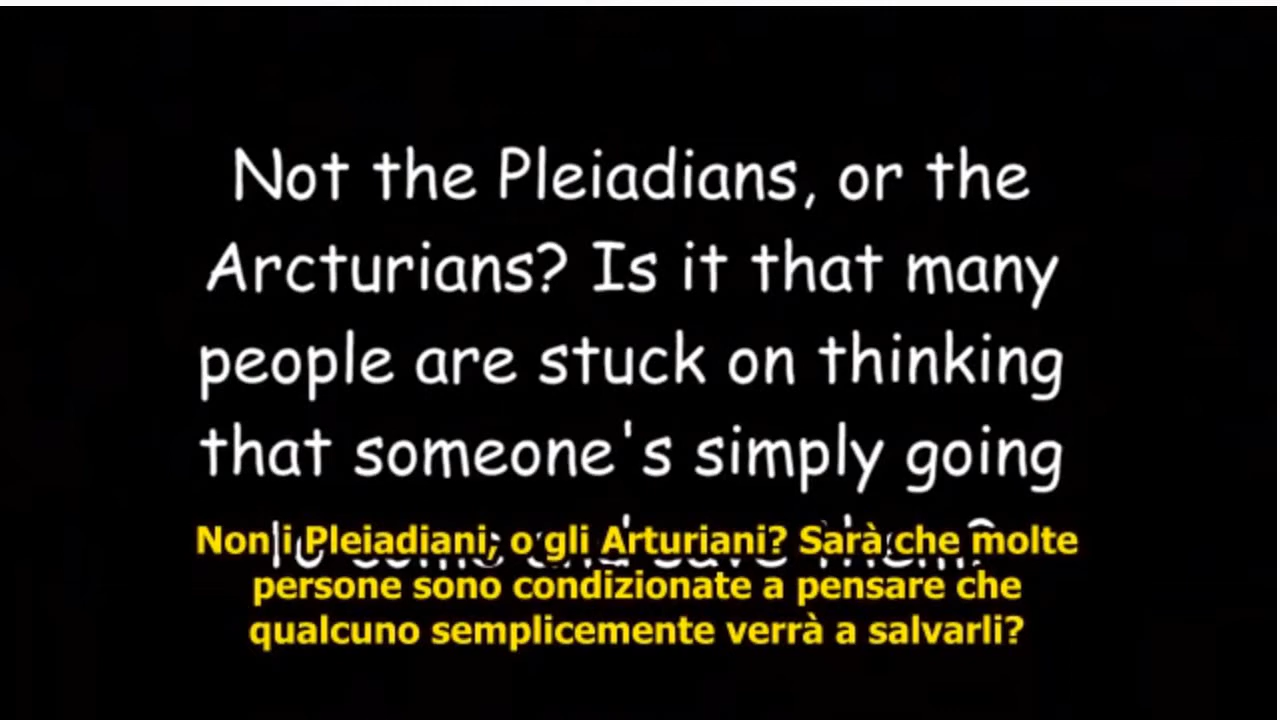 Not the Pleiadians, or the
Arcturians? Is it that many
people are stuck on thinking
that someone's simply going
Non i Pleiadiani, o gli Arturiani? Sarà che molte
persone sono condizionate a pensare che
qualcuno semplicemente verrà a salvarli?